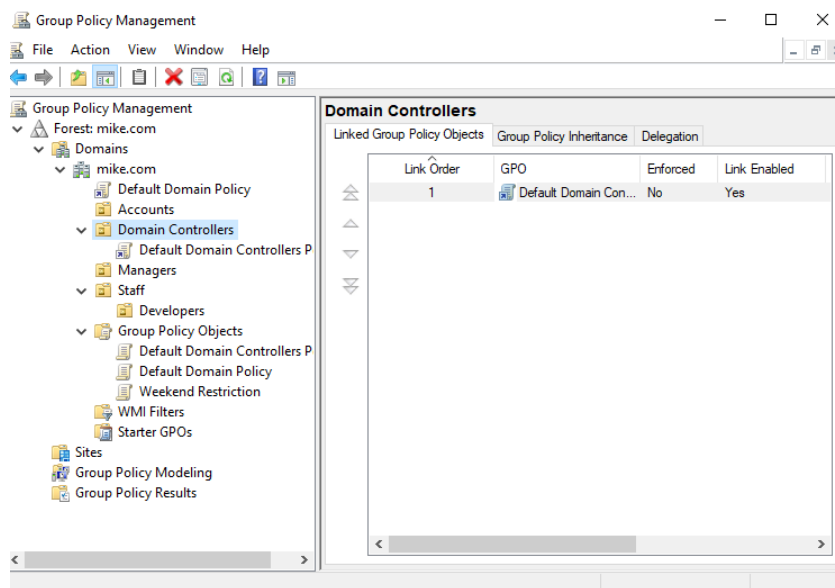 Group Policy Management
File Action View Window Help
Group Policy Management
Forest: mike.com
Domains
mike.com
Default Domain Policy
Accounts
Domain Controllers
Default Domain Controllers P
Managers
Staff
Developers
Group Policy Objects
Default Domain Controllers P
Default Domain Policy
Weekend Restriction
WMI Filters
Starter GPOs
Sites
Group Policy Modeling
Group Policy Results
Domain Controllers
Linked Group Policy Objects Group Policy Inheritance Delegation
Link Order GPO Enforced Link Enabled
1 Default Domain Con... No Yes